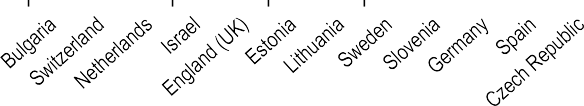 Bulgaria
Switzerland
Netherlands
Israel
England (UK)
Estonia
Lithuania
Sweden
Slovenia
Germany
Spain
Czech Republic